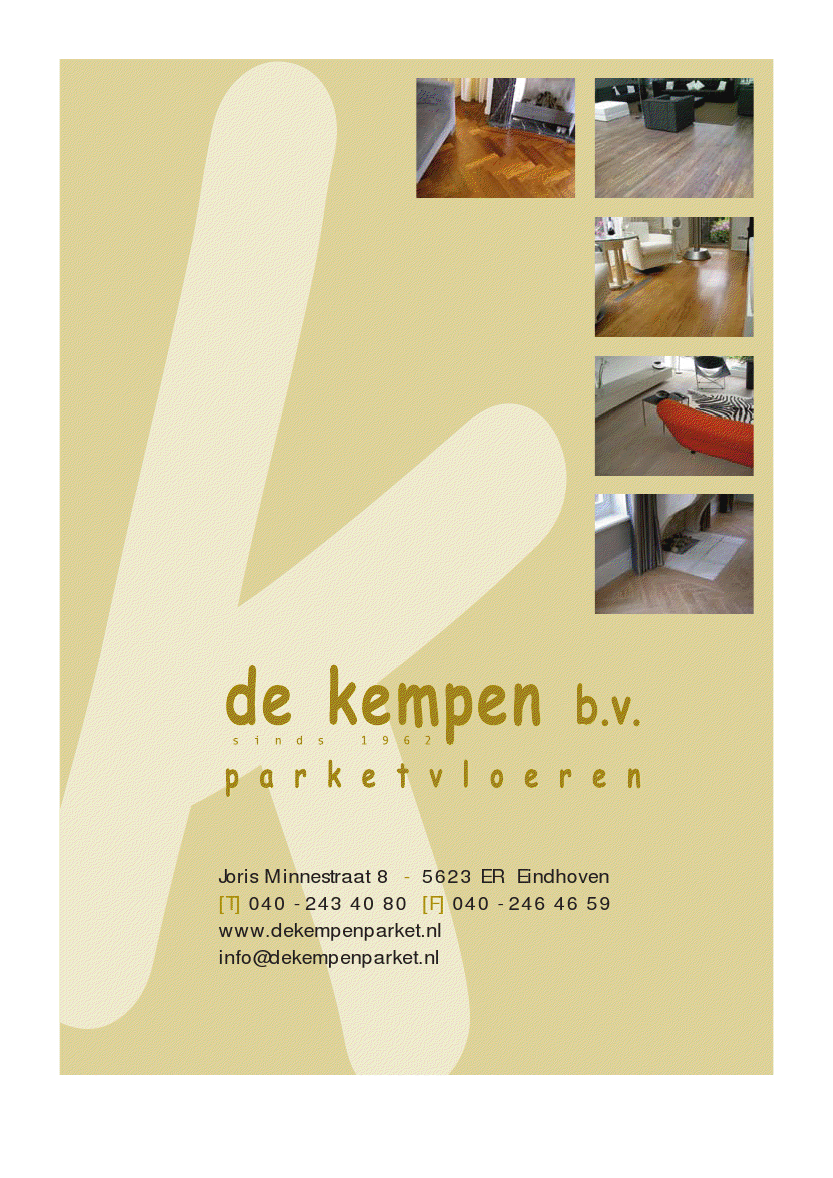 de kempen b.v.
sinds 1962
parketvloeren
Joris Minnestraat 8 - 5623 ER Eindhoven
[T] 040 - 243 40 80 [F] 040 - 246 46 59
www.dekempenparket.nl
info@dekempenparket.nl